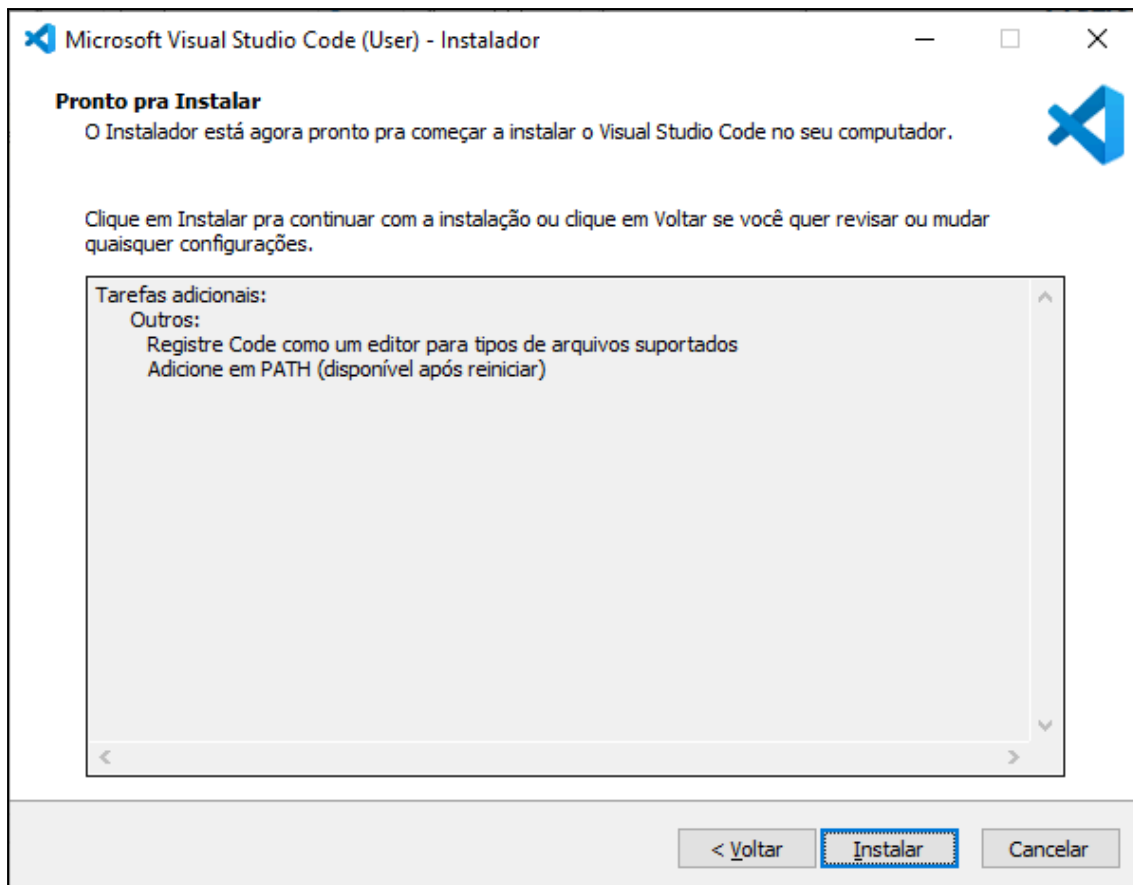 Microsoft Visual Studio Code (User) - Instalador
Pronto pra Instalar
O Instalador está agora pronto pra começar a instalar o Visual Studio Code no seu computador.
Clique em Instalar pra continuar com a instalação ou clique em Voltar se você quer revisar ou mudar
quaisquer configurações.
Tarefas adicionais:
Outros:
Registre Code como um editor para tipos de arquivos suportados
Adicione em PATH (disponível após reiniciar)
< Voltar
Instalar
Cancelar